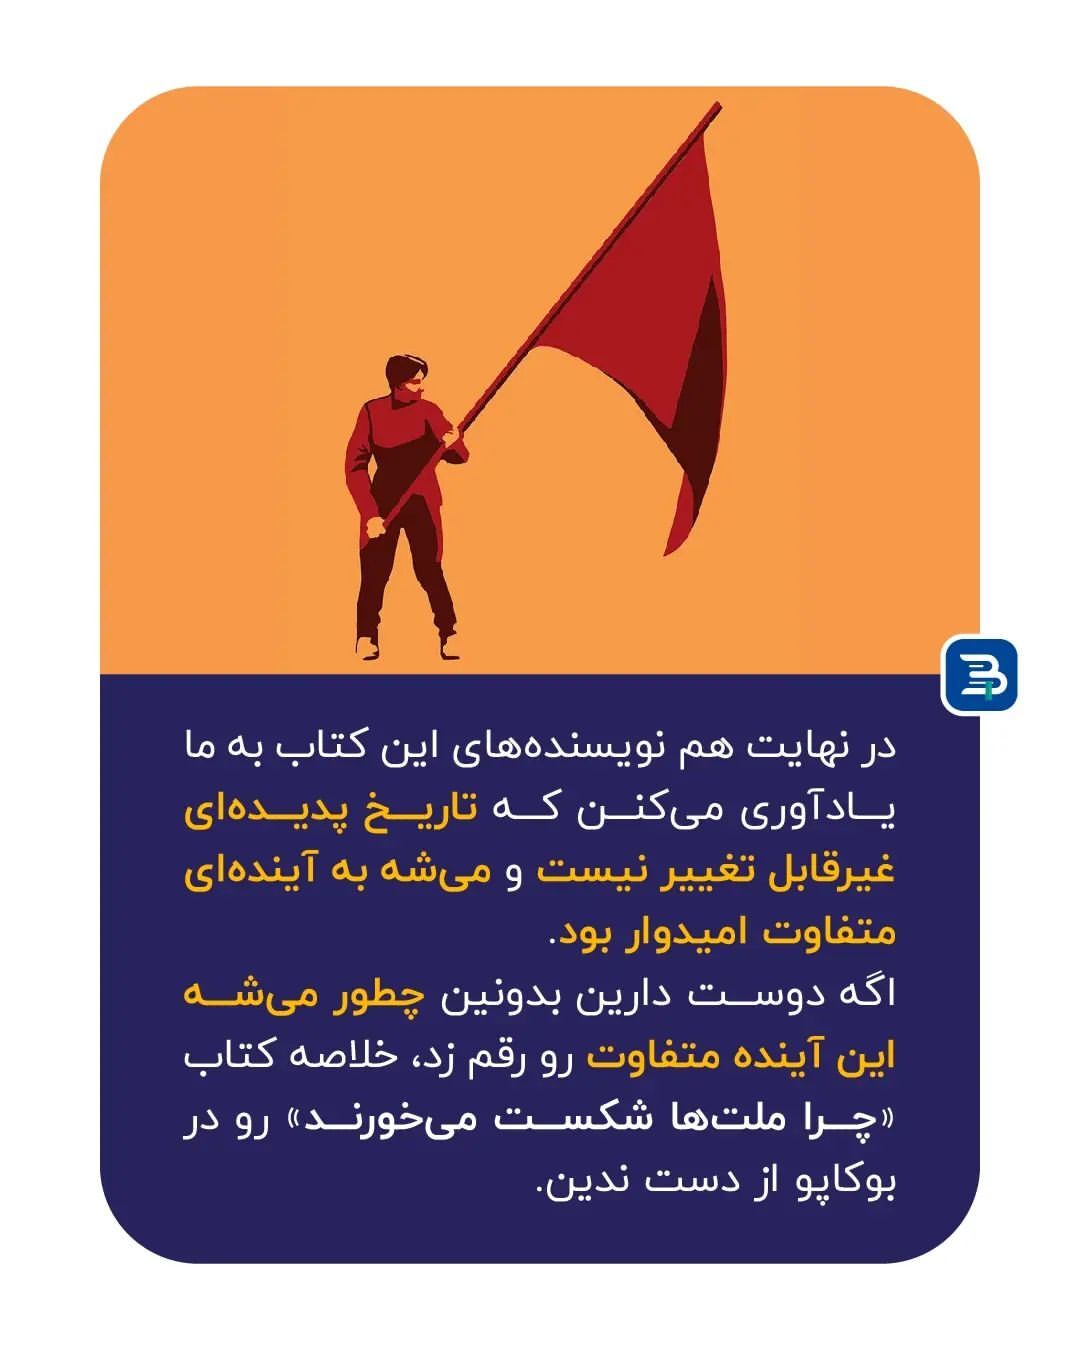 در نهایت هم نویسنده‌های این کتاب به ما
یادآوری می‌کنن که تاریخ پدیده‌ای
غیرقابل تغییر نیست و می‌شه به آینده‌ای
متفاوت امیدوار بود.
اگه دوست دارین بدونین چطور می‌شه
این آینده متفاوت رو رقم زد، خلاصه کتاب
«چرا ملت‌ها شکست می‌خورند» رو در
بوکاپو از دست ندین.